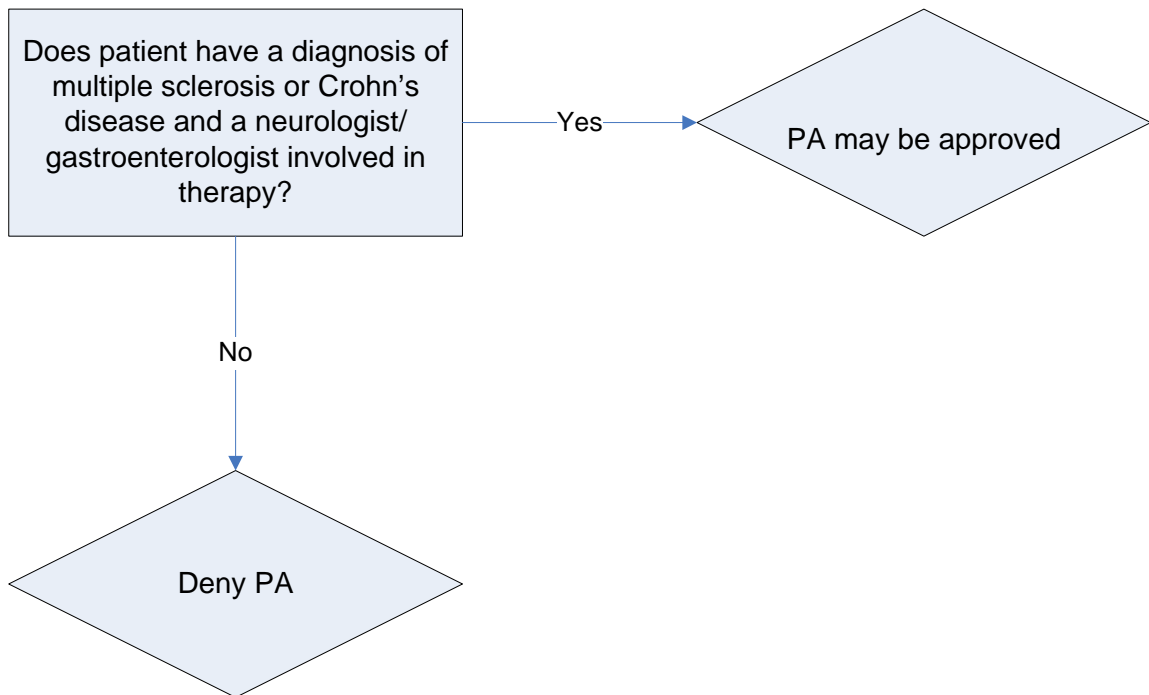 Does patient have a diagnosis of
multiple sclerosis or Crohn’s
disease and a neurologist/
gastroenterologist involved in
therapy?
Yes
PA may be approved
No
Deny PA